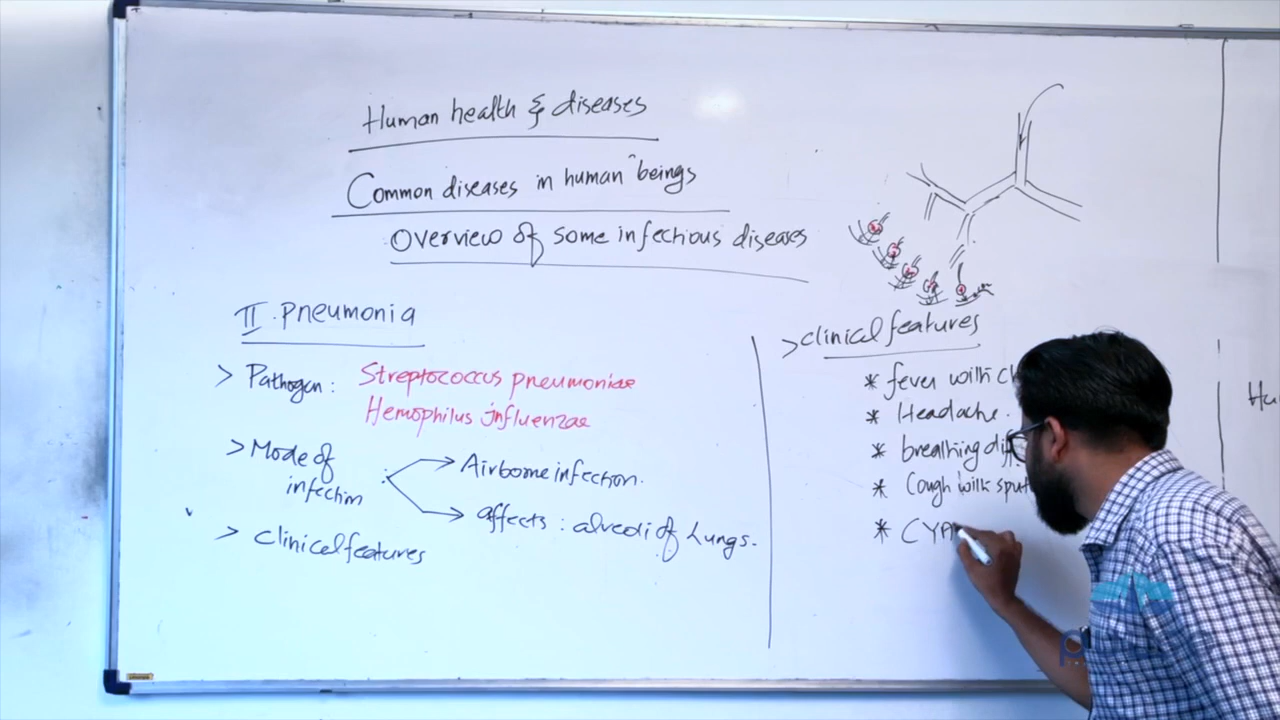 Human health & diseases
Common diseases in human beings
Overview of some infectious diseases
II. Pneumonia
> Pathogen: Streptococcus pneumoniae
Hemophilus influenzae
> Mode of infection : → Airborne infection.
→ affects : alveoli of Lungs.
> Clinical features
> Clinical features
* fever with
* Headache.
* breathing
* Cough with
* CYA